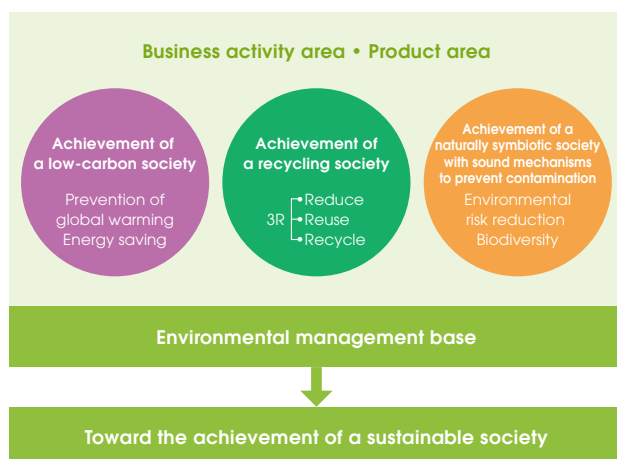 Business activity area • Product area
Achievement of
a low-carbon society
Prevention of
global warming
Energy saving
Achievement of
a recycling society
3R
Reduce
Reuse
Recycle
Achievement of a
naturally symbiotic society
with sound mechanisms
to prevent contamination
Environmental
risk reduction
Biodiversity
Environmental management base
Toward the achievement of a sustainable society